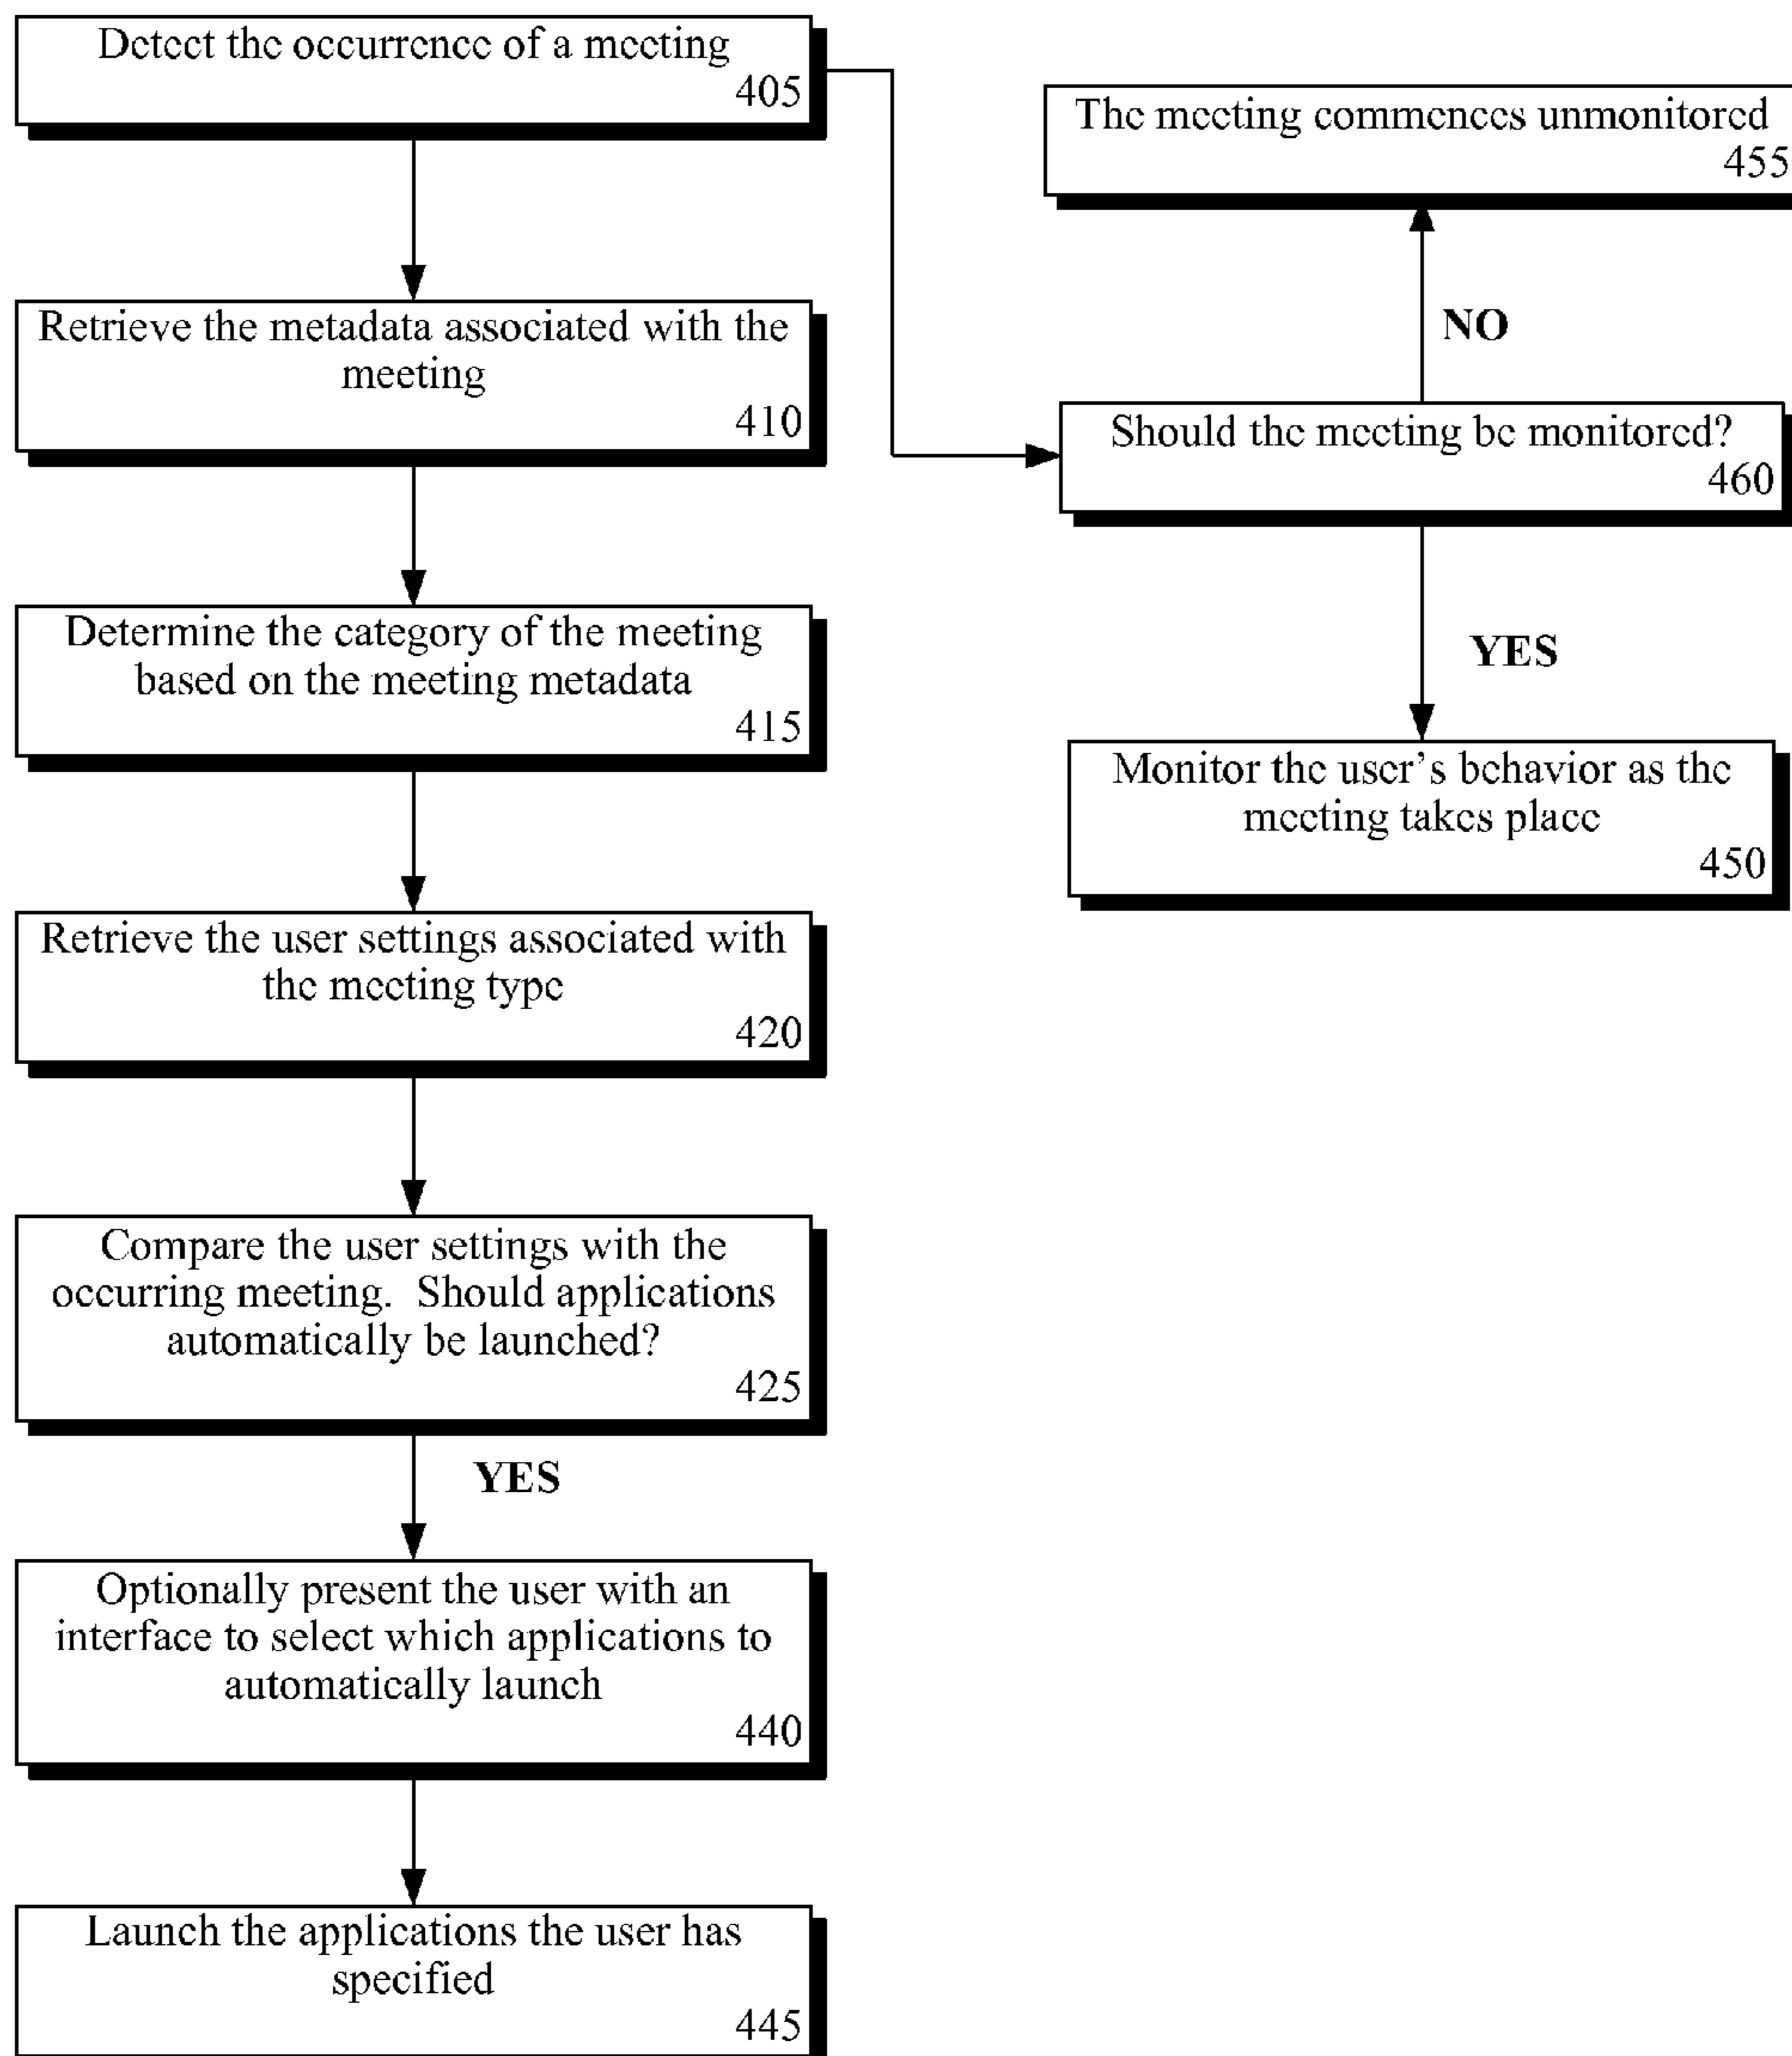 Detect the occurrence of a meeting
405
Retrieve the metadata associated with the
meeting
410
Determine the category of the meeting
based on the meeting metadata
415
Retrieve the user settings associated with
the meeting type
420
Compare the user settings with the
occurring meeting.  Should applications
automatically be launched?
425
YES
Optionally present the user with an
interface to select which applications to
automatically launch
440
Launch the applications the user has
specified
445
The meeting commences unmonitored
455
NO
Should the meeting be monitored?
460
YES
Monitor the user’s behavior as the
meeting takes place
450